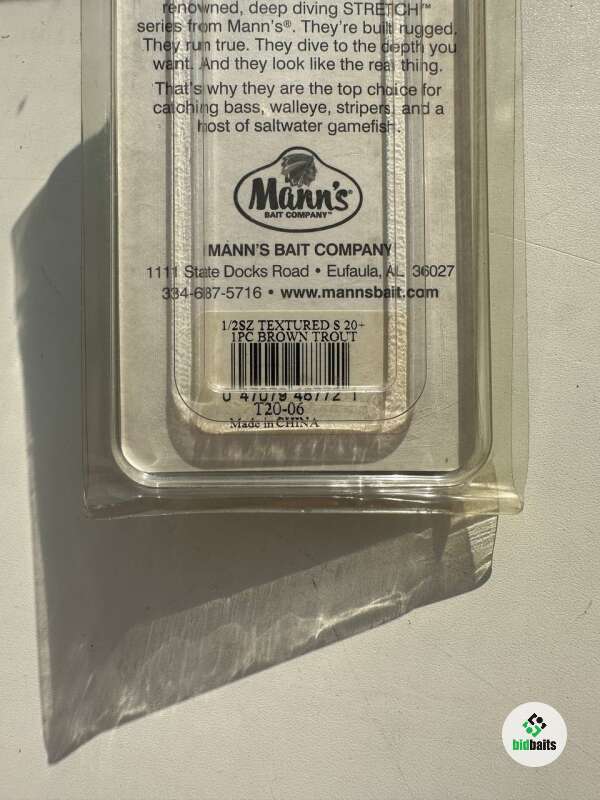 renowned, deep diving STRETCH™
series from Mann's®. They're built rugged.
They run true. They dive to the depth you
want. And they look like the real thing.
That's why they are the top choice for
catching bass, walleye, stripers, and a
host of saltwater gamefish.
Mann's®
BAIT COMPANY™
MANN'S BAIT COMPANY
1111 State Docks Road • Eufaula, AL 36027
334-687-5716 • www.mannsbait.com
1/2SZ TEXTURED S 20+
1PC BROWN TROUT
0 47079 48772 1
T20-06
Made in CHINA
bidbaits